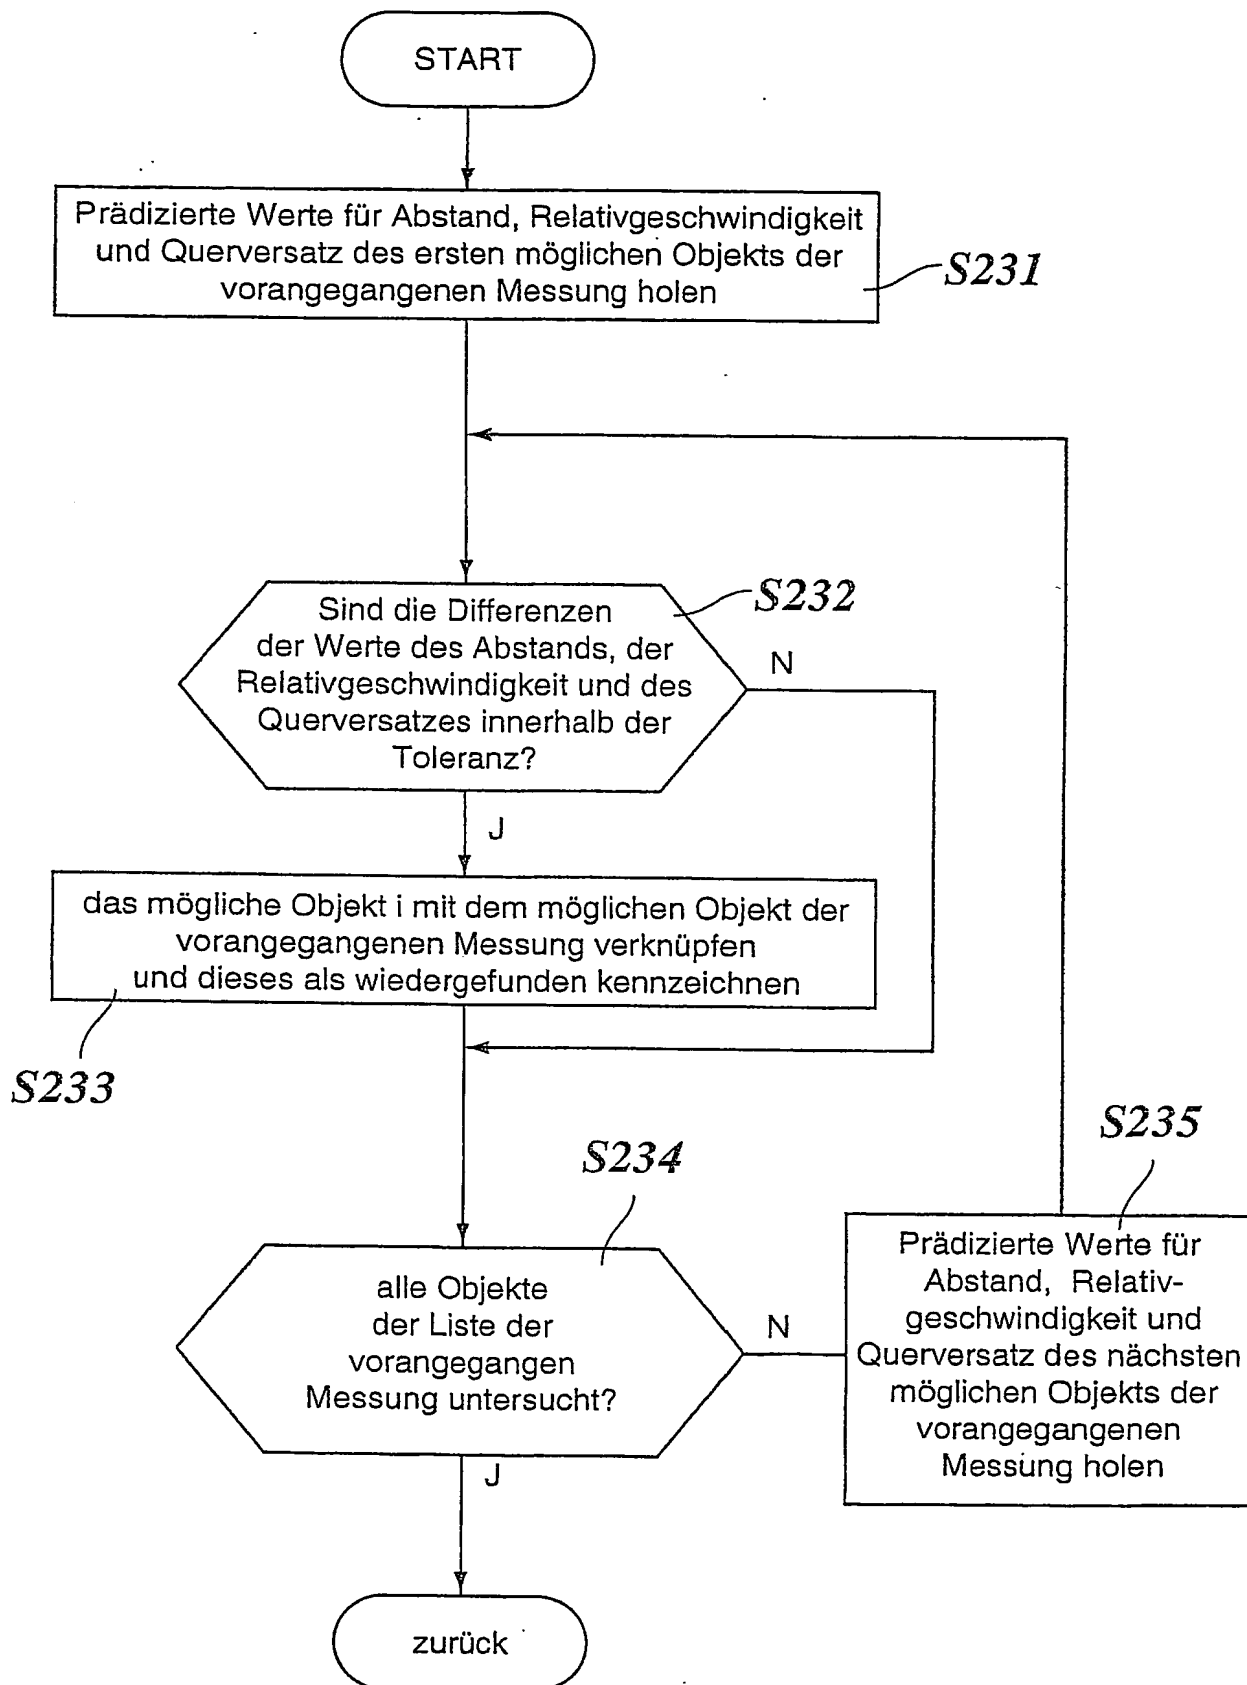 START
Prädizierte Werte für Abstand, Relativgeschwindigkeit
und Querversatz des ersten möglichen Objekts der
vorangegangenen Messung holen
S231
Sind die Differenzen
der Werte des Abstands, der
Relativgeschwindigkeit und des
Querversatzes innerhalb der
Toleranz?
S232
N
J
das mögliche Objekt i mit dem möglichen Objekt der
vorangegangenen Messung verknüpfen
und dieses als wiedergefunden kennzeichnen
S233
S234
alle Objekte
der Liste der
vorangegangen
Messung untersucht?
N
J
S235
Prädizierte Werte für
Abstand, Relativ-
geschwindigkeit und
Querversatz des nächsten
möglichen Objekts der
vorangegangenen
Messung holen
zurück